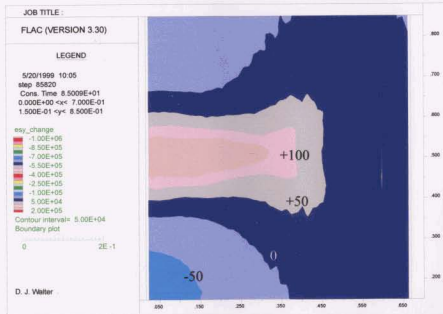 JOB TITLE :
FLAC (VERSION 3.30)
LEGEND
5/20/1999 10:05
step 85820
Cons. Time 8.5009E+01
0.000E+00 <x< 7.000E-01
1.500E-01 <y< 8.500E-01
esy_change
-1.00E+06
-8.50E+05
-7.00E+05
-5.50E+05
-4.00E+05
-2.50E+05
-1.00E+05
5.00E+04
2.00E+05
Contour interval= 5.00E+04
Boundary plot
0 2E -1
D. J. Walter
+100
+50
0
-50
.800
.700
.600
.500
.400
.300
.200
.050 .150 .250 .350 .450 .550 .650